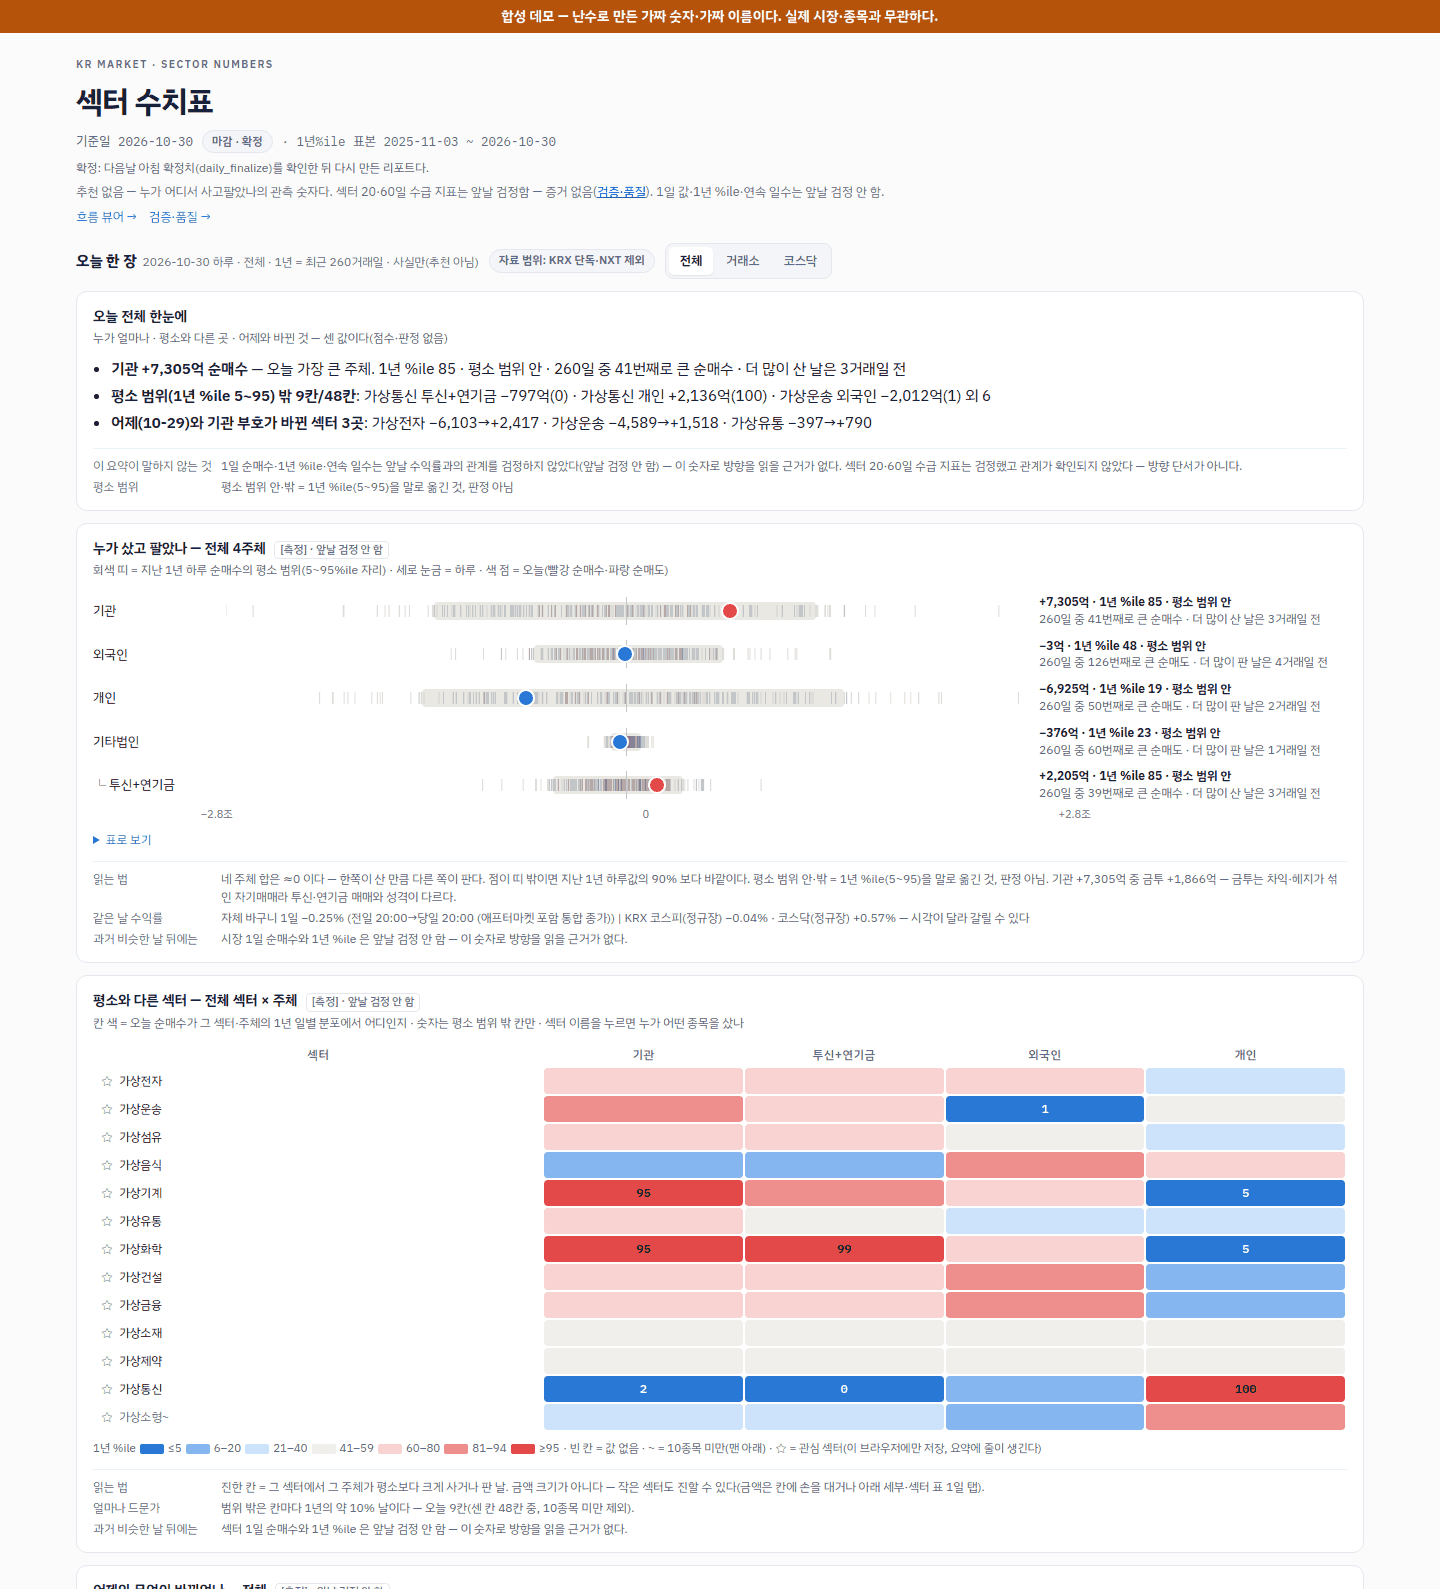 합성 데모 — 난수로 만든 가짜 숫자·가짜 이름이다. 실제 시장·종목과 무관하다.
KR MARKET · SECTOR NUMBERS
섹터 수치표
기준일 2026-10-30 마감 · 확정 · 1년%ile 표본 2025-11-03 ~ 2026-10-30
확정: 다음날 아침 확정치(daily_finalize)를 확인한 뒤 다시 만든 리포트다.
추천 없음 — 누가 어디서 사고팔았나의 관측 숫자다. 섹터 20·60일 수급 지표는 앞날 검정함 — 증거 없음(검증·품질). 1일 값·1년 %ile·연속 일수는 앞날 검정 안 함.
흐름 뷰어 → 검증·품질 →
오늘 한 장 2026-10-30 하루 · 전체 · 1년 = 최근 260거래일 · 사실만(추천 아님) 자료 범위: KRX 단독·NXT 제외 전체 거래소 코스닥
오늘 전체 한눈에
누가 얼마나 · 평소와 다른 곳 · 어제와 바뀐 것 — 센 값이다(점수·판정 없음)
• 기관 +7,305억 순매수 — 오늘 가장 큰 주체. 1년 %ile 85 · 평소 범위 안 · 260일 중 41번째로 큰 순매수 · 더 많이 산 날은 3거래일 전
• 평소 범위(1년 %ile 5~95) 밖 9칸/48칸: 가상통신 투신+연기금 −797억(0) · 가상통신 개인 +2,136억(100) · 가상운송 외국인 −2,012억(1) 외 6
• 어제(10-29)와 기관 부호가 바뀐 섹터 3곳: 가상전자 −6,103→+2,417 · 가상운송 −4,589→+1,518 · 가상유통 −397→+790
이 요약이 말하지 않는 것 1일 순매수·1년 %ile·연속 일수는 앞날 수익률과의 관계를 검정하지 않았다(앞날 검정 안 함) — 이 숫자로 방향을 읽을 근거가 없다. 섹터 20·60일 수급 지표는 검정했고 관계가 확인되지 않았다 — 방향 단서가 아니다.
평소 범위 평소 범위 안·밖 = 1년 %ile(5~95)을 말로 옮긴 것, 판정 아님
누가 샀고 팔았나 — 전체 4주체 [측정] · 앞날 검정 안 함
회색 띠 = 지난 1년 하루 순매수의 평소 범위(5~95%ile 자리) · 세로 눈금 = 하루 · 색 점 = 오늘(빨강 순매수·파랑 순매도)
기관 +7,305억 · 1년 %ile 85 · 평소 범위 안
260일 중 41번째로 큰 순매수 · 더 많이 산 날은 3거래일 전
외국인 −3억 · 1년 %ile 48 · 평소 범위 안
260일 중 126번째로 큰 순매도 · 더 많이 판 날은 4거래일 전
개인 −6,925억 · 1년 %ile 19 · 평소 범위 안
260일 중 50번째로 큰 순매도 · 더 많이 판 날은 2거래일 전
기타법인 −376억 · 1년 %ile 23 · 평소 범위 안
260일 중 60번째로 큰 순매도 · 더 많이 판 날은 1거래일 전
└ 투신+연기금 +2,205억 · 1년 %ile 85 · 평소 범위 안
260일 중 39번째로 큰 순매수 · 더 많이 산 날은 3거래일 전
−2.8조 0 +2.8조
▶ 표로 보기
읽는 법 네 주체 합은 ≈0 이다 — 한쪽이 산 만큼 다른 쪽이 판다. 점이 띠 밖이면 지난 1년 하루값의 90% 보다 바깥이다. 평소 범위 안·밖 = 1년 %ile(5~95)을 말로 옮긴 것, 판정 아님. 기관 +7,305억 중 금투 +1,866억 — 금투는 차익·헤지가 섞
인 자기매매라 투신·연기금 매매와 성격이 다르다.
같은 날 수익률 자체 바구니 1일 −0.25% (전일 20:00→당일 20:00 (애프터마켓 포함 통합 종가)) | KRX 코스피(정규장) −0.04% · 코스닥(정규장) +0.57% — 시각이 달라 갈릴 수 있다
과거 비슷한 날 뒤에는 시장 1일 순매수와 1년 %ile 은 앞날 검정 안 함 — 이 숫자로 방향을 읽을 근거가 없다.
평소와 다른 섹터 — 전체 섹터 × 주체 [측정] · 앞날 검정 안 함
칸 색 = 오늘 순매수가 그 섹터·주체의 1년 일별 분포에서 어디인지 · 숫자는 평소 범위 밖 칸만 · 섹터 이름을 누르면 누가 어떤 종목을 샀나
섹터 기관 투신+연기금 외국인 개인
☆ 가상전자
☆ 가상운송 1
☆ 가상섬유
☆ 가상음식
☆ 가상기계 95 5
☆ 가상유통
☆ 가상화학 95 99 5
☆ 가상건설
☆ 가상금융
☆ 가상소재
☆ 가상제약
☆ 가상통신 2 0 100
☆ 가상소형~
1년 %ile ≤5 6–20 21–40 41–59 60–80 81–94 ≥95 · 빈 칸 = 값 없음 · ~ = 10종목 미만(맨 아래) · ☆ = 관심 섹터(이 브라우저에만 저장, 요약에 줄이 생긴다)
읽는 법 진한 칸 = 그 섹터에서 그 주체가 평소보다 크게 사거나 판 날. 금액 크기가 아니다 — 작은 섹터도 진할 수 있다(금액은 칸에 손을 대거나 아래 세부·섹터 표 1일 탭).
얼마나 드문가 범위 밖은 칸마다 1년의 약 10% 날이다 — 오늘 9칸(센 칸 48칸 중, 10종목 미만 제외).
과거 비슷한 날 뒤에는 섹터 1일 순매수와 1년 %ile 은 앞날 검정 안 함 — 이 숫자로 방향을 읽을 근거가 없다.